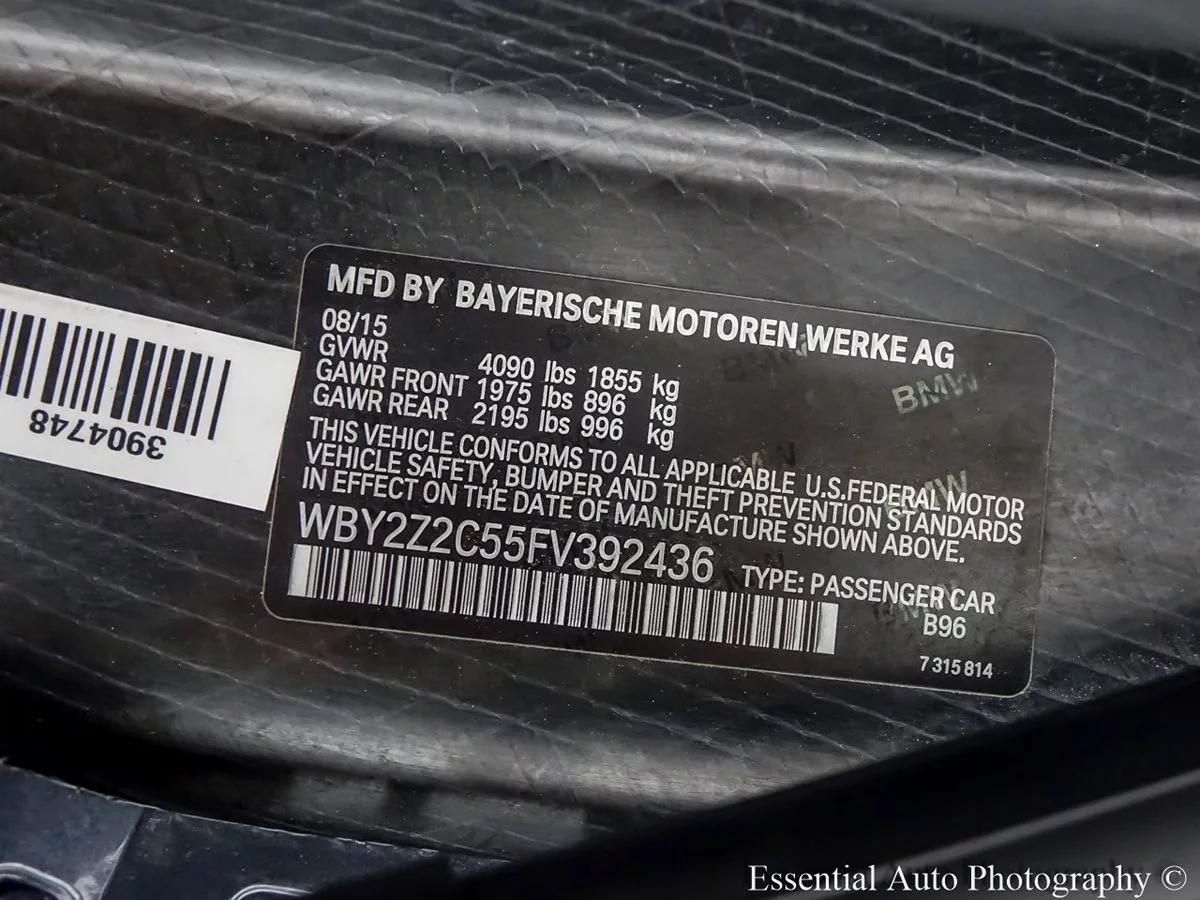 MFD BY BAYERISCHE MOTOREN WERKE AG
08/15
GVWR 4090 lbs 1855 kg
GAWR FRONT 1975 lbs 896 kg
GAWR REAR 2195 lbs 996 kg
THIS VEHICLE CONFORMS TO ALL APPLICABLE U.S.FEDERAL MOTOR
VEHICLE SAFETY, BUMPER AND THEFT PREVENTION STANDARDS
IN EFFECT ON THE DATE OF MANUFACTURE SHOWN ABOVE.
WBY2Z2C55FV392436
TYPE: PASSENGER CAR
B96
7 315 814
3904748
BMW
Essential Auto Photography ©